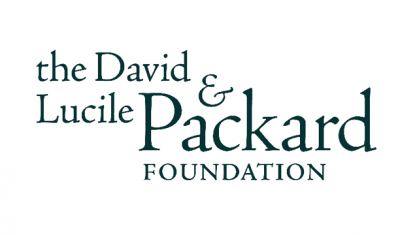 the David &
Lucile Packard
FOUNDATION